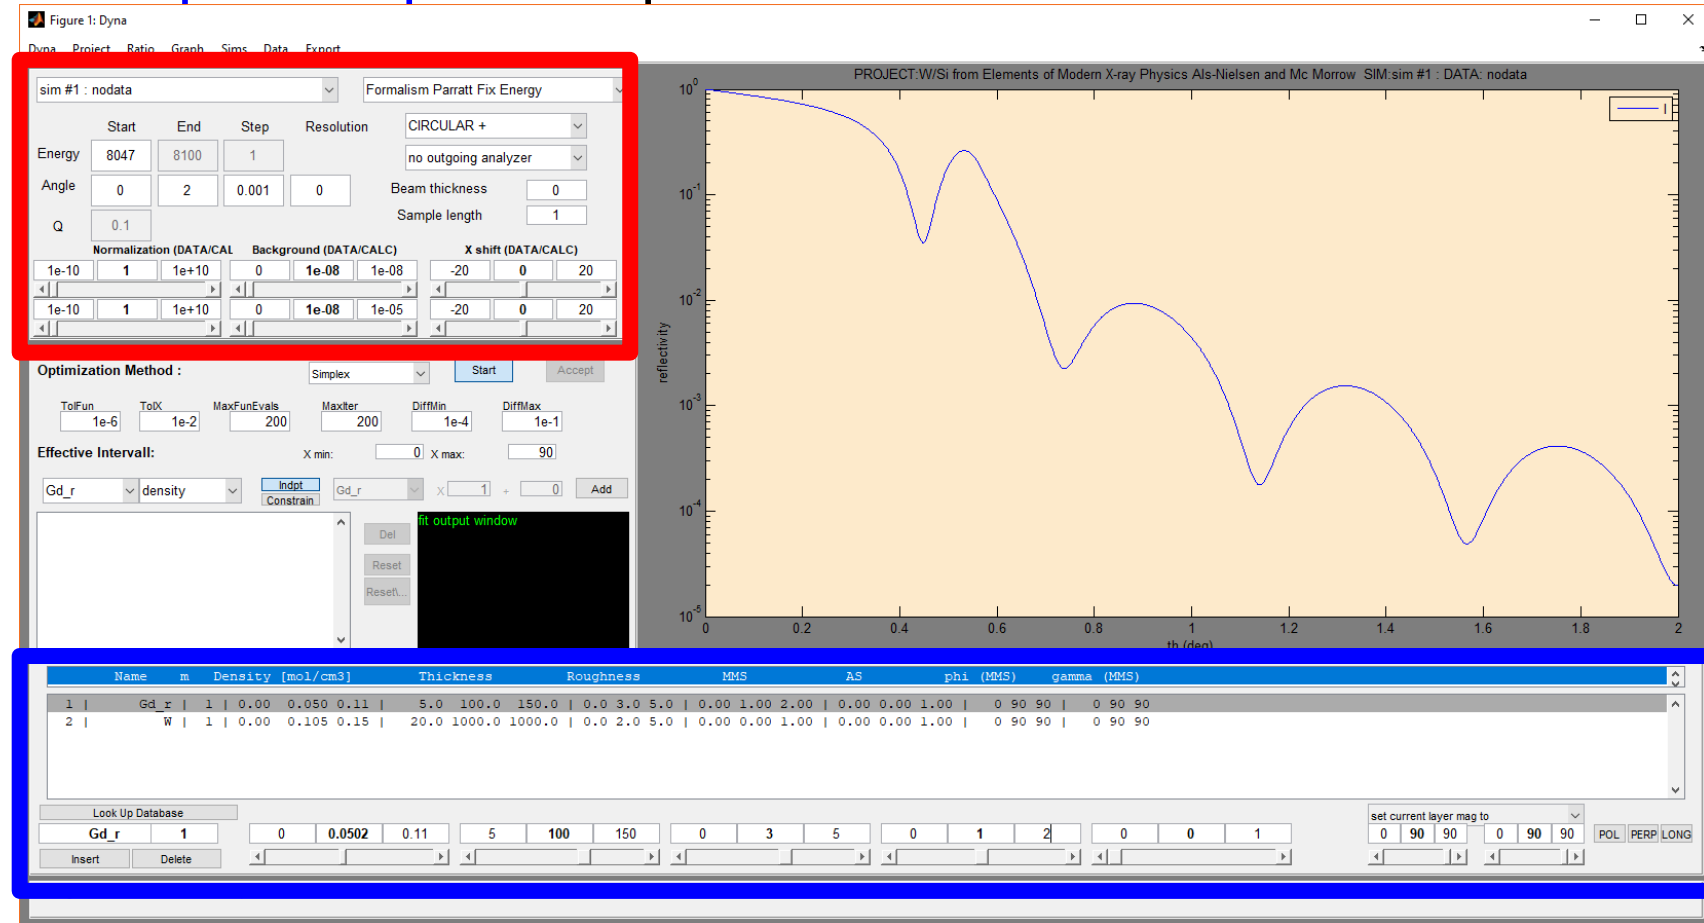 Figure 1: Dyna
Dyna Project Ratio Graph Sims Data Export
sim #1 : nodata
Formalism Parratt Fix Energy
Start End Step Resolution
CIRCULAR +
Energy 8047 8100 1
no outgoing analyzer
Angle 0 2 0.001 0
Beam thickness 0
Sample length 1
Q 0.1
Normalization (DATA/CAL Background (DATA/CALC) X shift (DATA/CALC)
1e-10 1 1e+10 0 1e-08 1e-08 -20 0 20
1e-10 1 1e+10 0 1e-08 1e-05 -20 0 20
Optimization Method :
Simplex
Start
Accept
TolFun TolX MaxFunEvals MaxIter DiffMin DiffMax
1e-6 1e-2 200 200 1e-4 1e-1
Effective Intervall:
X min: 0 X max: 90
Gd_r density
Indpt
Constrain
Gd_r X 1 + 0 Add
Del
Reset
Reset\...
fit output window
PROJECT:W/Si from Elements of Modern X-ray Physics Als-Nielsen and Mc Morrow SIM:sim #1 : DATA: nodata
I
reflectivity
10^0
10^-1
10^-2
10^-3
10^-4
10^-5
0 0.2 0.4 0.6 0.8 1 1.2 1.4 1.6 1.8 2
th (deg)
Name m Density [mol/cm3] Thickness Roughness MMS AS phi (MMS) gamma (MMS)
1 | Gd_r | 1 | 0.00 0.050 0.11 | 5.0 100.0 150.0 | 0.0 3.0 5.0 | 0.00 1.00 2.00 | 0.00 0.00 1.00 | 0 90 90 | 0 90 90
2 | W | 1 | 0.00 0.105 0.15 | 20.0 1000.0 1000.0 | 0.0 2.0 5.0 | 0.00 0.00 1.00 | 0.00 0.00 1.00 | 0 90 90 | 0 90 90
Look Up Database
set current layer mag to
Gd_r 1 0 0.0502 0.11 5 100 150 0 3 5 0 1 2 0 0 1 0 90 90 0 90 90 POL PERP LONG
Insert Delete